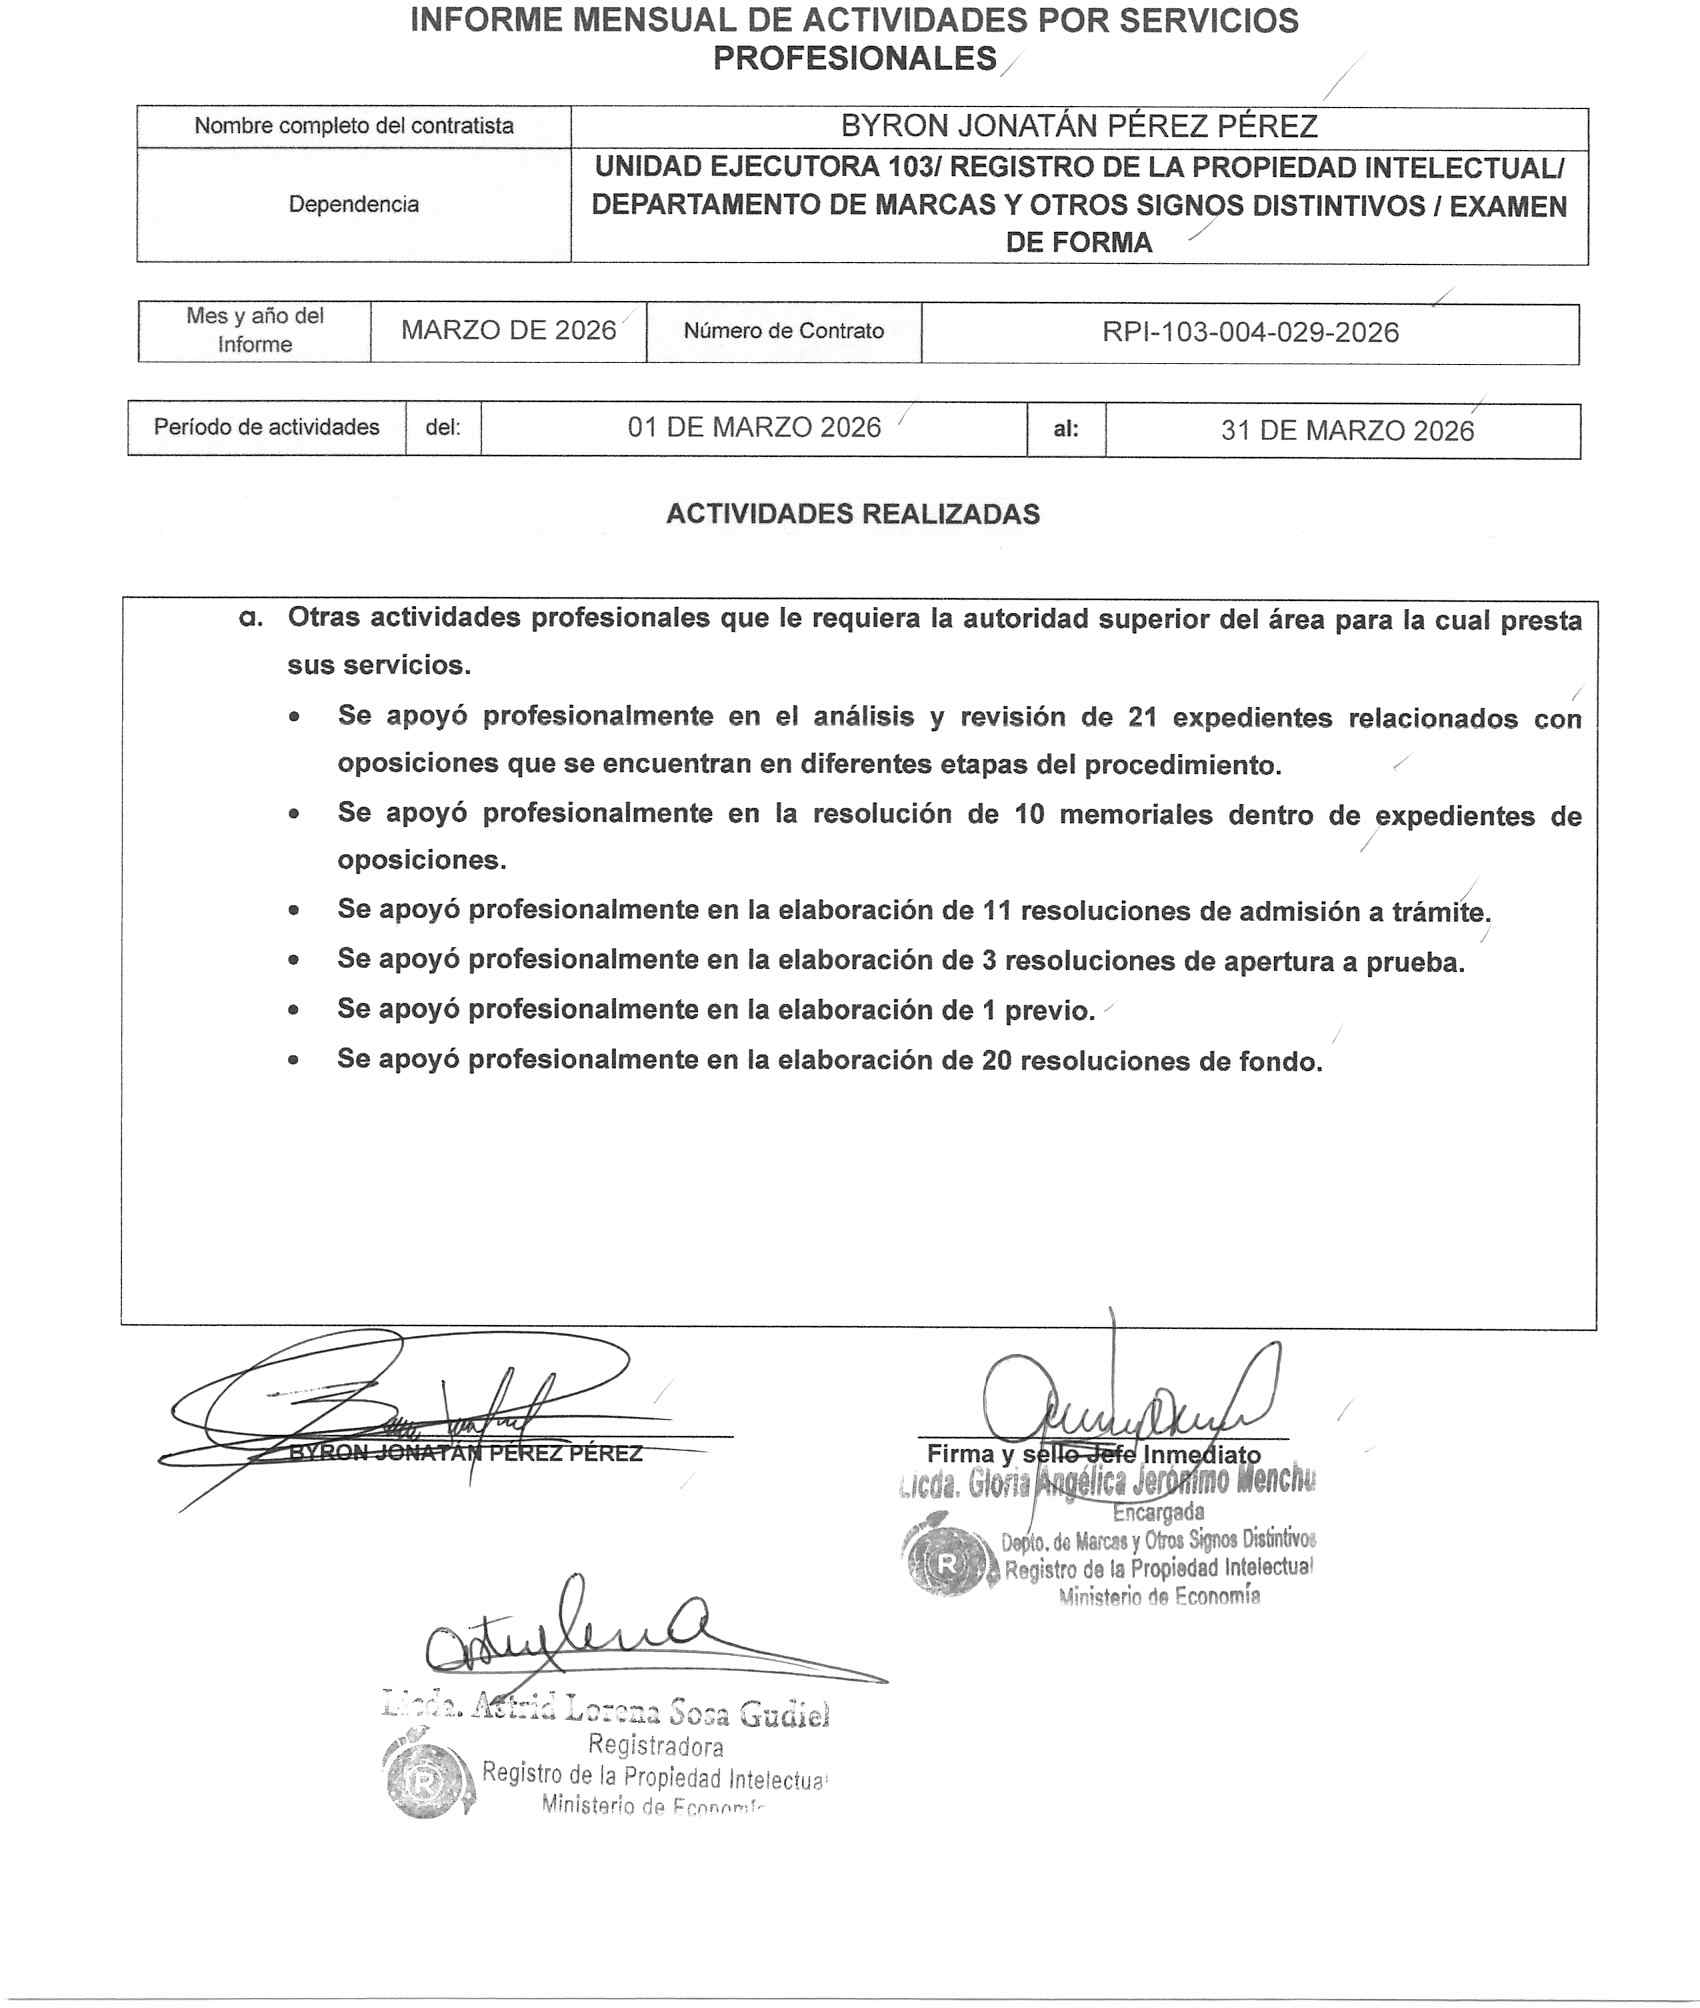 INFORME MENSUAL DE ACTIVIDADES POR SERVICIOS
PROFESIONALES
Nombre completo del contratista
BYRON JONATÁN PÉREZ PÉREZ
Dependencia
UNIDAD EJECUTORA 103/ REGISTRO DE LA PROPIEDAD INTELECTUAL/
DEPARTAMENTO DE MARCAS Y OTROS SIGNOS DISTINTIVOS / EXAMEN
DE FORMA
Mes y año del
Informe
MARZO DE 2026
Número de Contrato
RPI-103-004-029-2026
Período de actividades
del:
01 DE MARZO 2026
al:
31 DE MARZO 2026
ACTIVIDADES REALIZADAS
a. Otras actividades profesionales que le requiera la autoridad superior del área para la cual presta
sus servicios.
• Se apoyó profesionalmente en el análisis y revisión de 21 expedientes relacionados con
oposiciones que se encuentran en diferentes etapas del procedimiento.
• Se apoyó profesionalmente en la resolución de 10 memoriales dentro de expedientes de
oposiciones.
• Se apoyó profesionalmente en la elaboración de 11 resoluciones de admisión a trámite.
• Se apoyó profesionalmente en la elaboración de 3 resoluciones de apertura a prueba.
• Se apoyó profesionalmente en la elaboración de 1 previo.
• Se apoyó profesionalmente en la elaboración de 20 resoluciones de fondo.
BYRON JONATÁN PÉREZ PÉREZ
Firma y sello Jefe Inmediato
Licda. Gloria Angélica Jerónimo Menchu
Encargada
Depto. de Marcas y Otros Signos Distintivos
Registro de la Propiedad Intelectual
Ministerio de Economía
R
Licda. Astrid Lorena Sosa Gudiel
Registradora
Registro de la Propiedad Intelectual
Ministerio de Economía
R